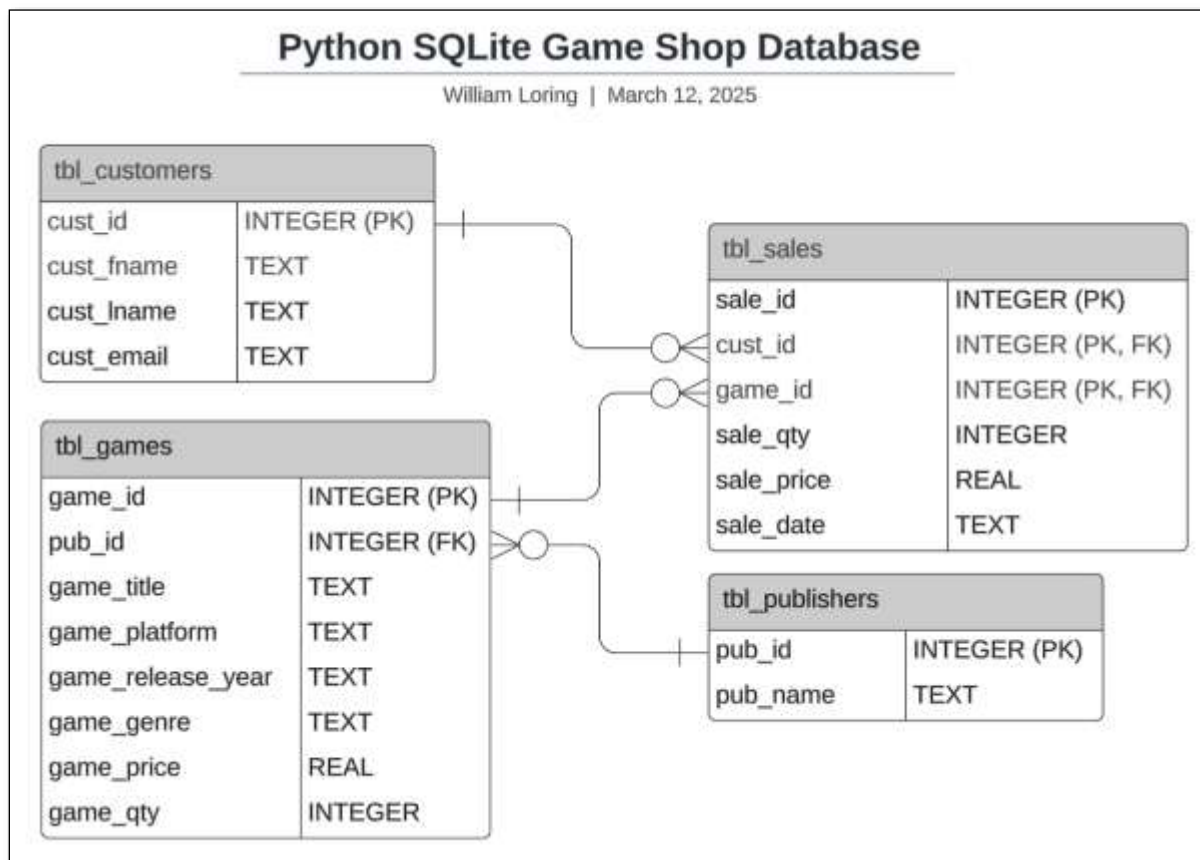 Python SQLite Game Shop Database
William Loring | March 12, 2025
tbl_customers
cust_id INTEGER (PK)
cust_fname TEXT
cust_lname TEXT
cust_email TEXT
tbl_sales
sale_id INTEGER (PK)
cust_id INTEGER (PK, FK)
game_id INTEGER (PK, FK)
sale_qty INTEGER
sale_price REAL
sale_date TEXT
tbl_games
game_id INTEGER (PK)
pub_id INTEGER (FK)
game_title TEXT
game_platform TEXT
game_release_year TEXT
game_genre TEXT
game_price REAL
game_qty INTEGER
tbl_publishers
pub_id INTEGER (PK)
pub_name TEXT